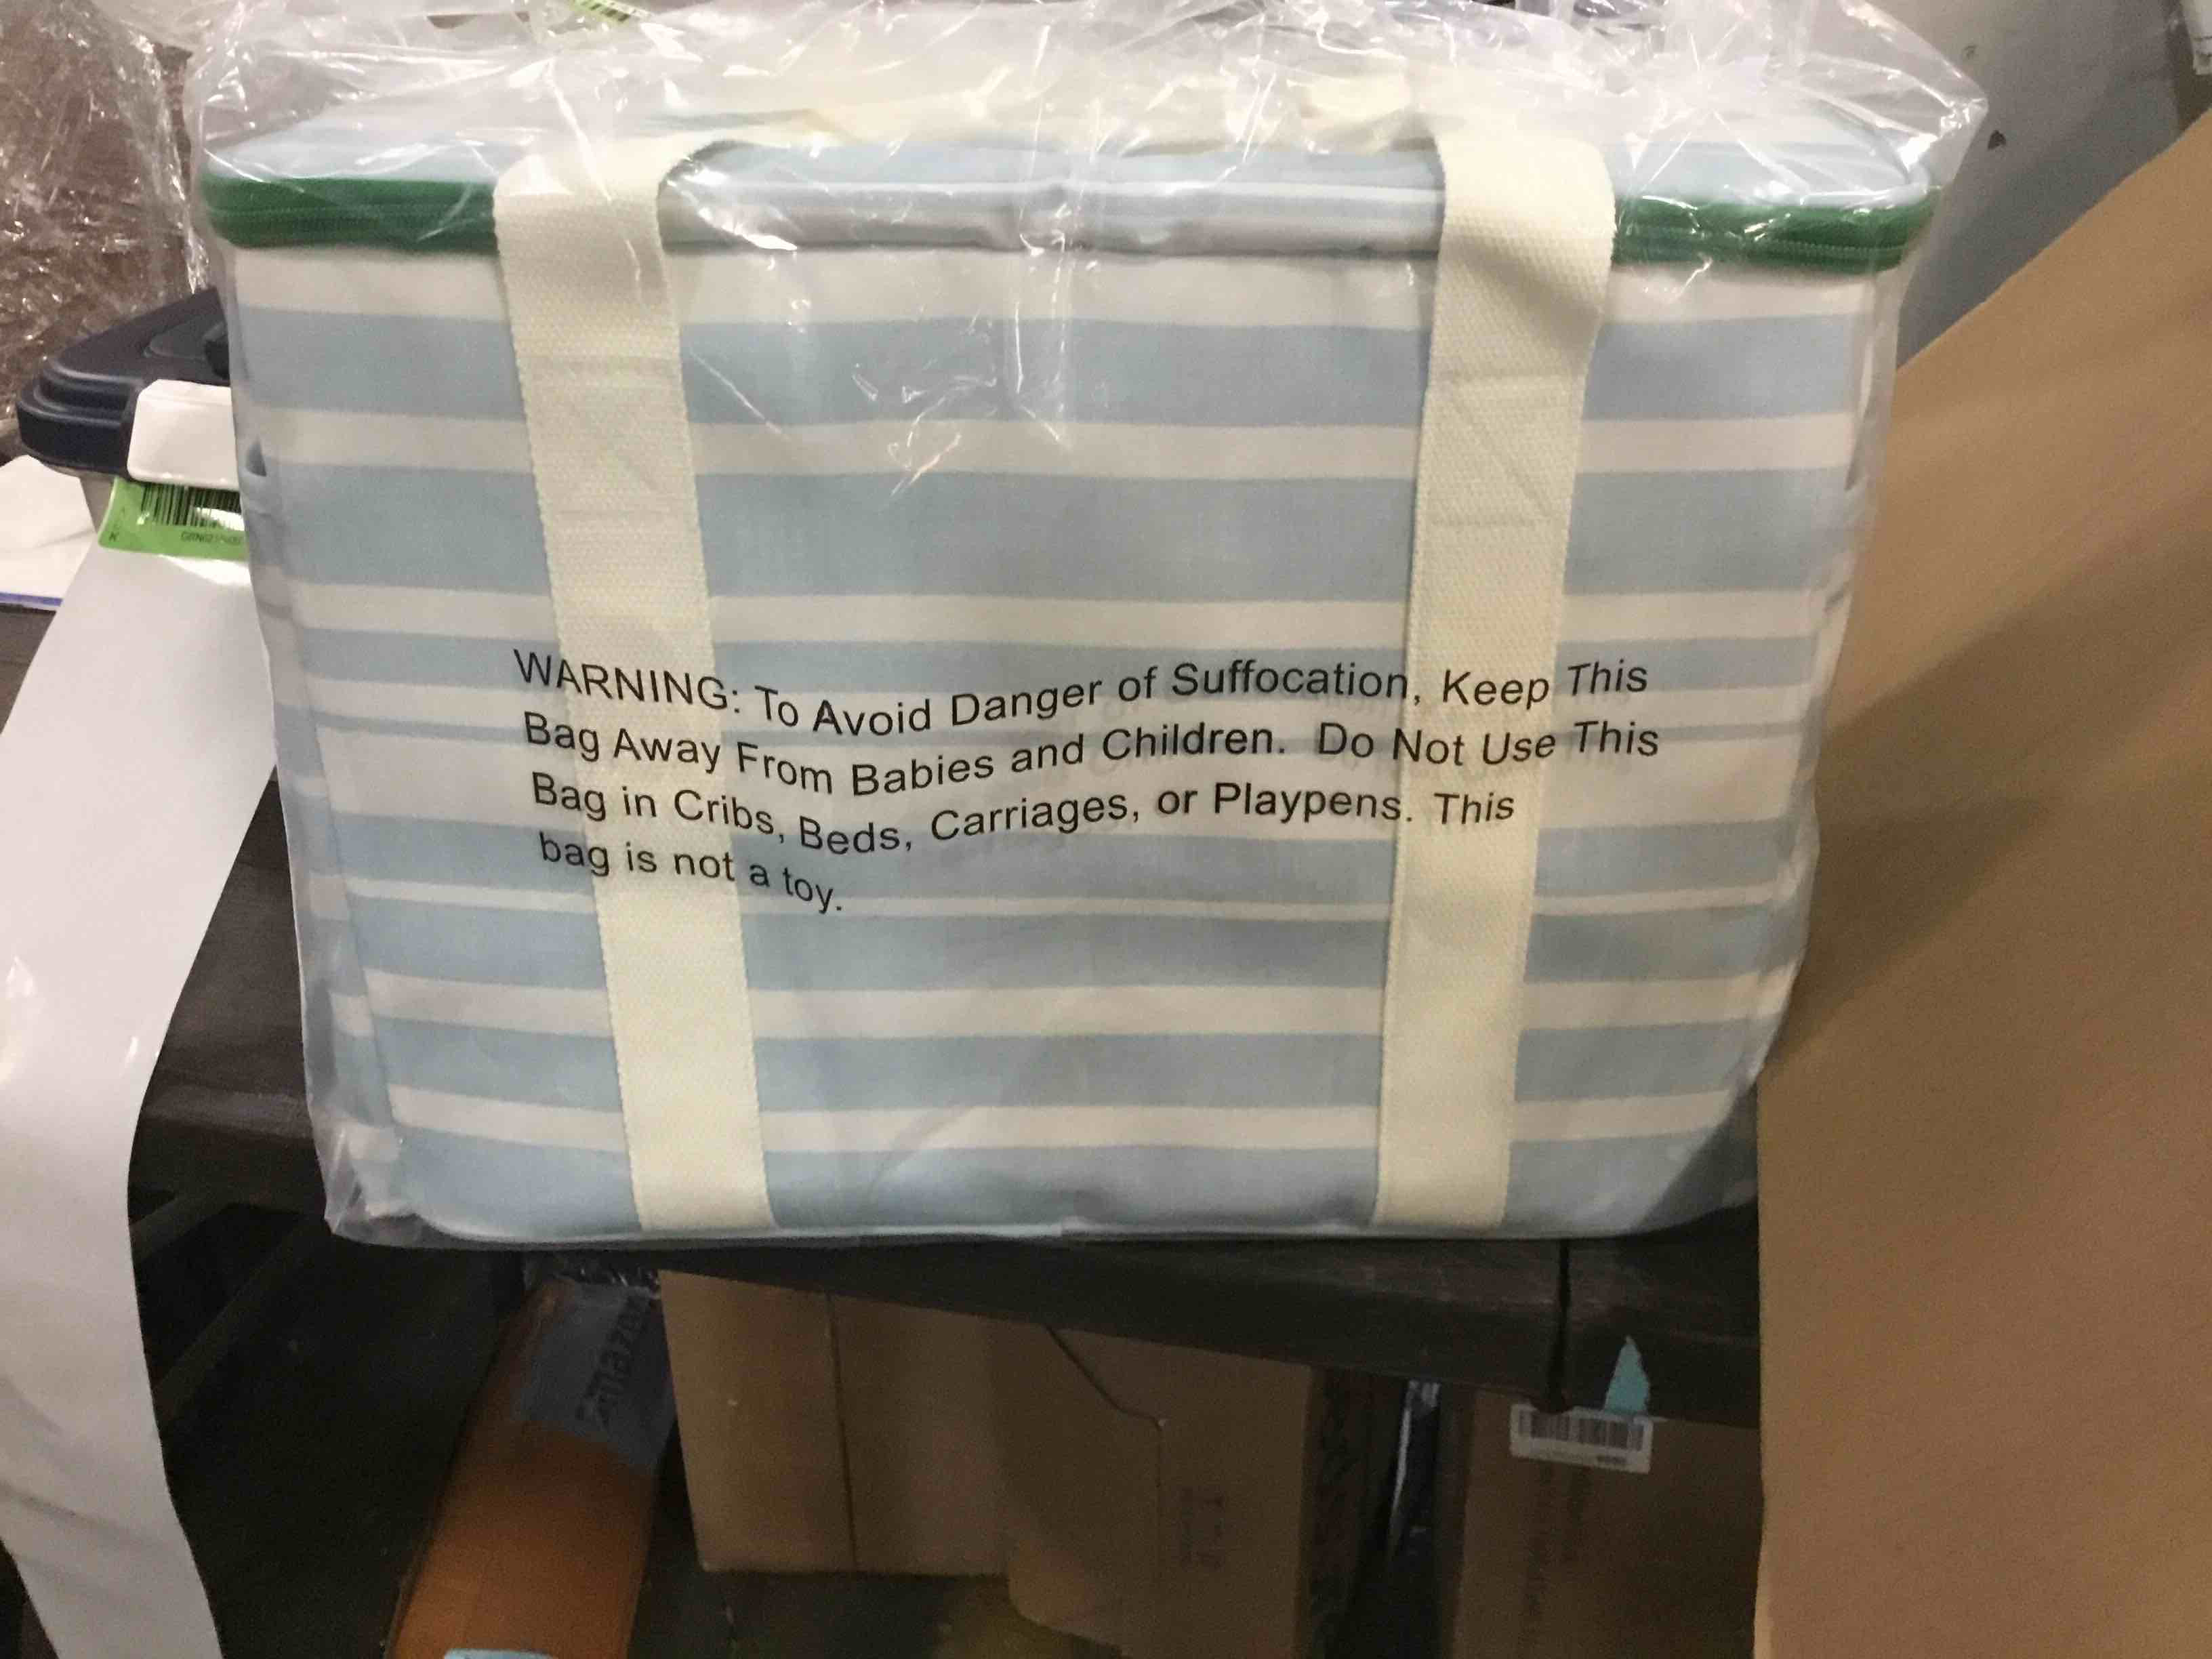 WARNING: To Avoid Danger of Suffocation, Keep This
Bag Away From Babies and Children. Do Not Use This
Bag in Cribs, Beds, Carriages, or Playpens. This
bag is not a toy.
amazon